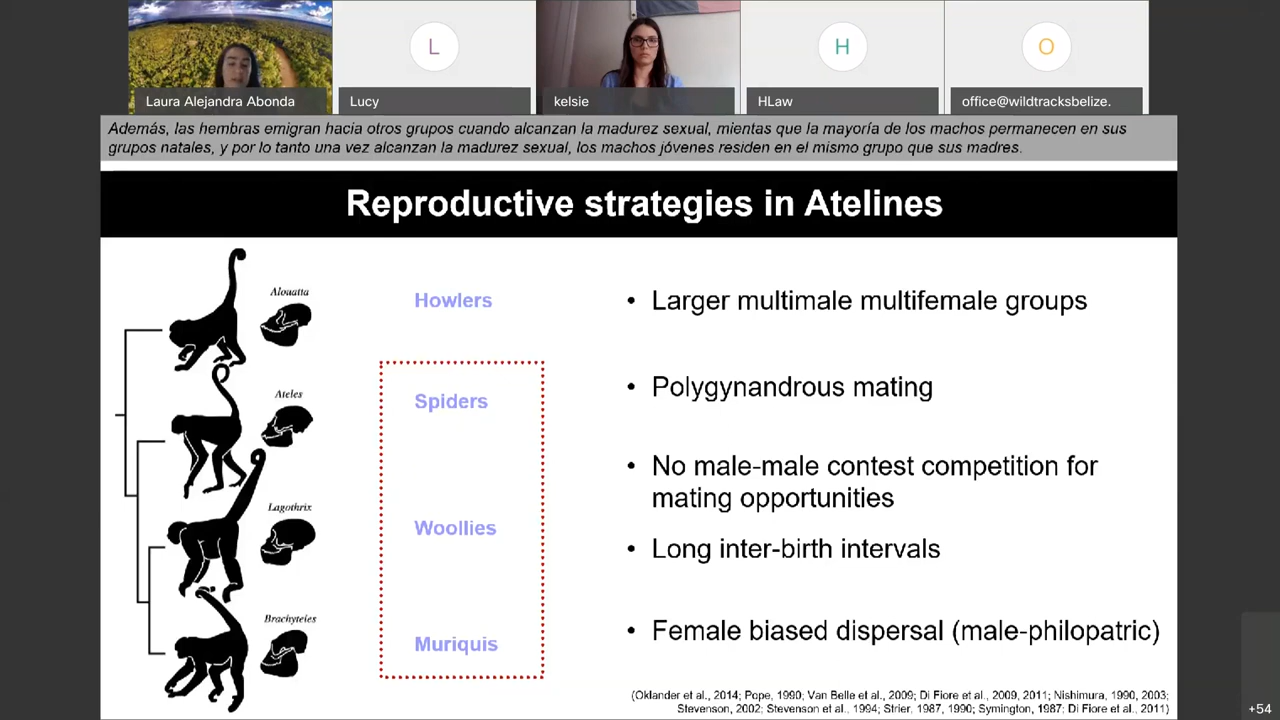 Laura Alejandra Abonda
L
Lucy
kelsie
H
HLaw
O
office@wildtracksbelize.
Además, las hembras emigran hacia otros grupos cuando alcanzan la madurez sexual, mientas que la mayoría de los machos permanecen en sus
grupos natales, y por lo tanto una vez alcanzan la madurez sexual, los machos jóvenes residen en el mismo grupo que sus madres.
Reproductive strategies in Atelines
Alouatta
Howlers
• Larger multimale multifemale groups
Ateles
Spiders
• Polygynandrous mating
• No male-male contest competition for
mating opportunities
Lagothrix
Woollies
• Long inter-birth intervals
Brachyteles
Muriquis
• Female biased dispersal (male-philopatric)
(Oklander et al., 2014; Pope, 1990; Van Belle et al., 2009; Di Fiore et al., 2009, 2011; Nishimura, 1990, 2003;
Stevenson, 2002; Stevenson et al., 1994; Strier, 1987, 1990; Symington, 1987; Di Fiore et al., 2011)
+54